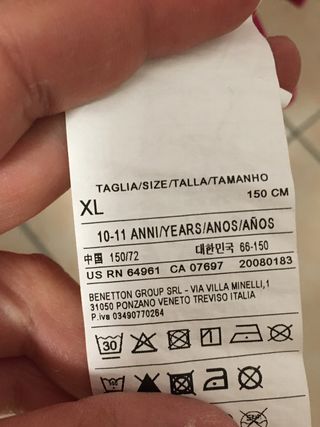 TAGLIA/SIZE/TALLA/TAMANHO
XL 150 CM
10-11 ANNI/YEARS/ANOS/AÑOS
中国 150/72 대한민국 66-150
US RN 64961 CA 07697 20080183
BENETTON GROUP SRL - VIA VILLA MINELLI,1
31050 PONZANO VENETO TREVISO ITALIA
P.iva 03490770264
30